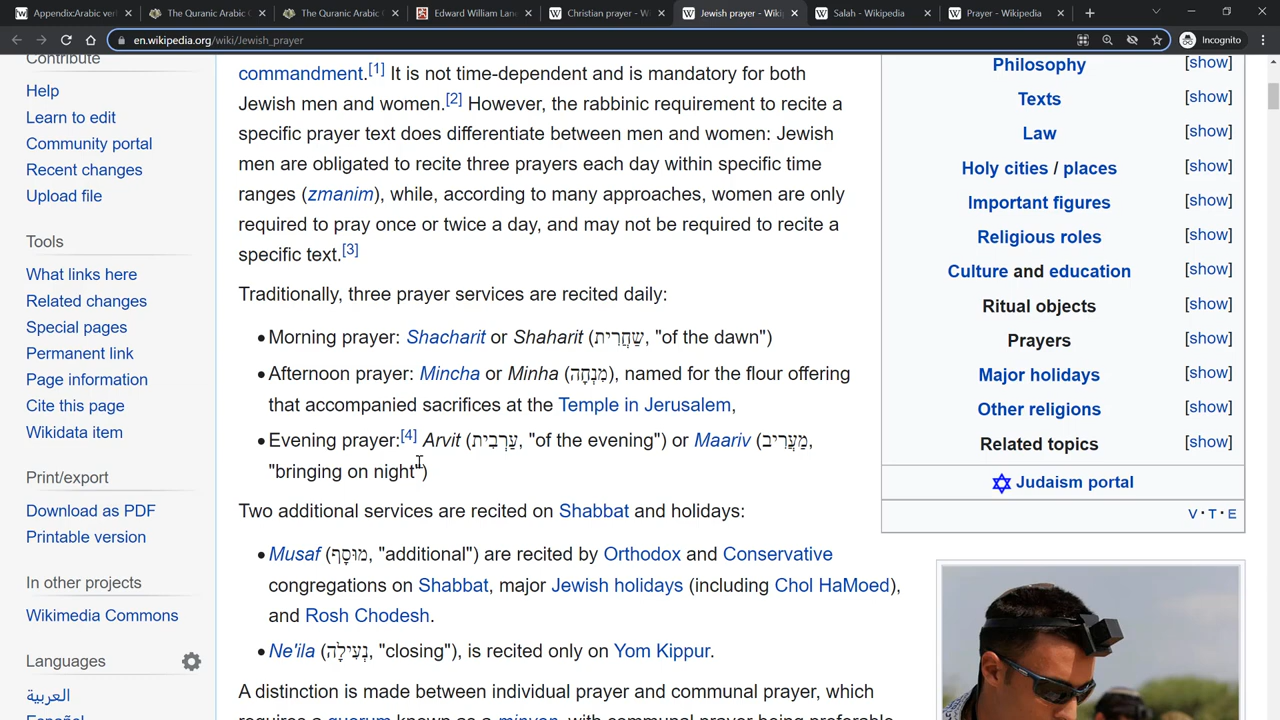 AppendixːArabic ver
The Quranic Arabic
The Quranic Arabic
Edward William Lan
Christian prayer - W
Jewish prayer - Wiki
Salah - Wikipedia
Prayer - Wikipedia
en.wikipedia.org/wiki/Jewish_prayer
Incognito
Contribute
Help
Learn to edit
Community portal
Recent changes
Upload file
Tools
What links here
Related changes
Special pages
Permanent link
Page information
Cite this page
Wikidata item
Print/export
Download as PDF
Printable version
In other projects
Wikimedia Commons
Languages
العربية
commandment.[1] It is not time-dependent and is mandatory for both
Jewish men and women.[2] However, the rabbinic requirement to recite a
specific prayer text does differentiate between men and women: Jewish
men are obligated to recite three prayers each day within specific time
ranges (zmanim), while, according to many approaches, women are only
required to pray once or twice a day, and may not be required to recite a
specific text.[3]
Traditionally, three prayer services are recited daily:
• Morning prayer: Shacharit or Shaharit (שַחֲרִית, "of the dawn")
• Afternoon prayer: Mincha or Minha (מִנְחָה), named for the flour offering
that accompanied sacrifices at the Temple in Jerusalem,
• Evening prayer:[4] Arvit (עַרְבִית, "of the evening") or Maariv (מַעֲרִיב,
"bringing on night")
Two additional services are recited on Shabbat and holidays:
• Musaf (מוּסָף, "additional") are recited by Orthodox and Conservative
congregations on Shabbat, major Jewish holidays (including Chol HaMoed),
and Rosh Chodesh.
• Ne'ila (נְעִילָה, "closing"), is recited only on Yom Kippur.
A distinction is made between individual prayer and communal prayer, which
requires a quorum known as a minyan, with communal prayer being preferable
Philosophy [show]
Texts [show]
Law [show]
Holy cities / places [show]
Important figures [show]
Religious roles [show]
Culture and education [show]
Ritual objects [show]
Prayers [show]
Major holidays [show]
Other religions [show]
Related topics [show]
Judaism portal
V · T · E